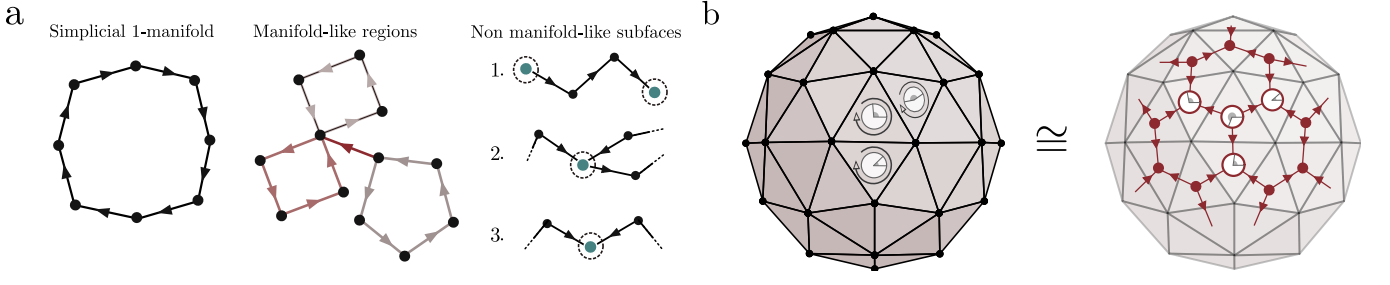 a
Simplicial 1-manifold
Manifold-like regions
Non manifold-like subfaces
1.
2.
3.
b
≅